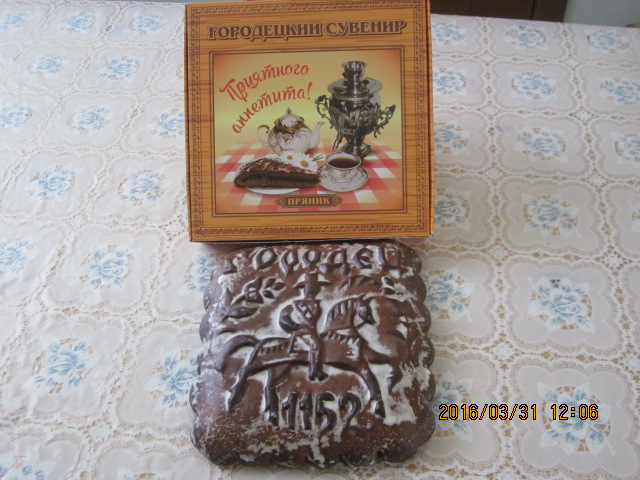 ГОРОДЕЦКИЙ СУВЕНИР
Приятного
аппетита!
ПРЯНИК
Городец
1152
2016/03/31 12:06